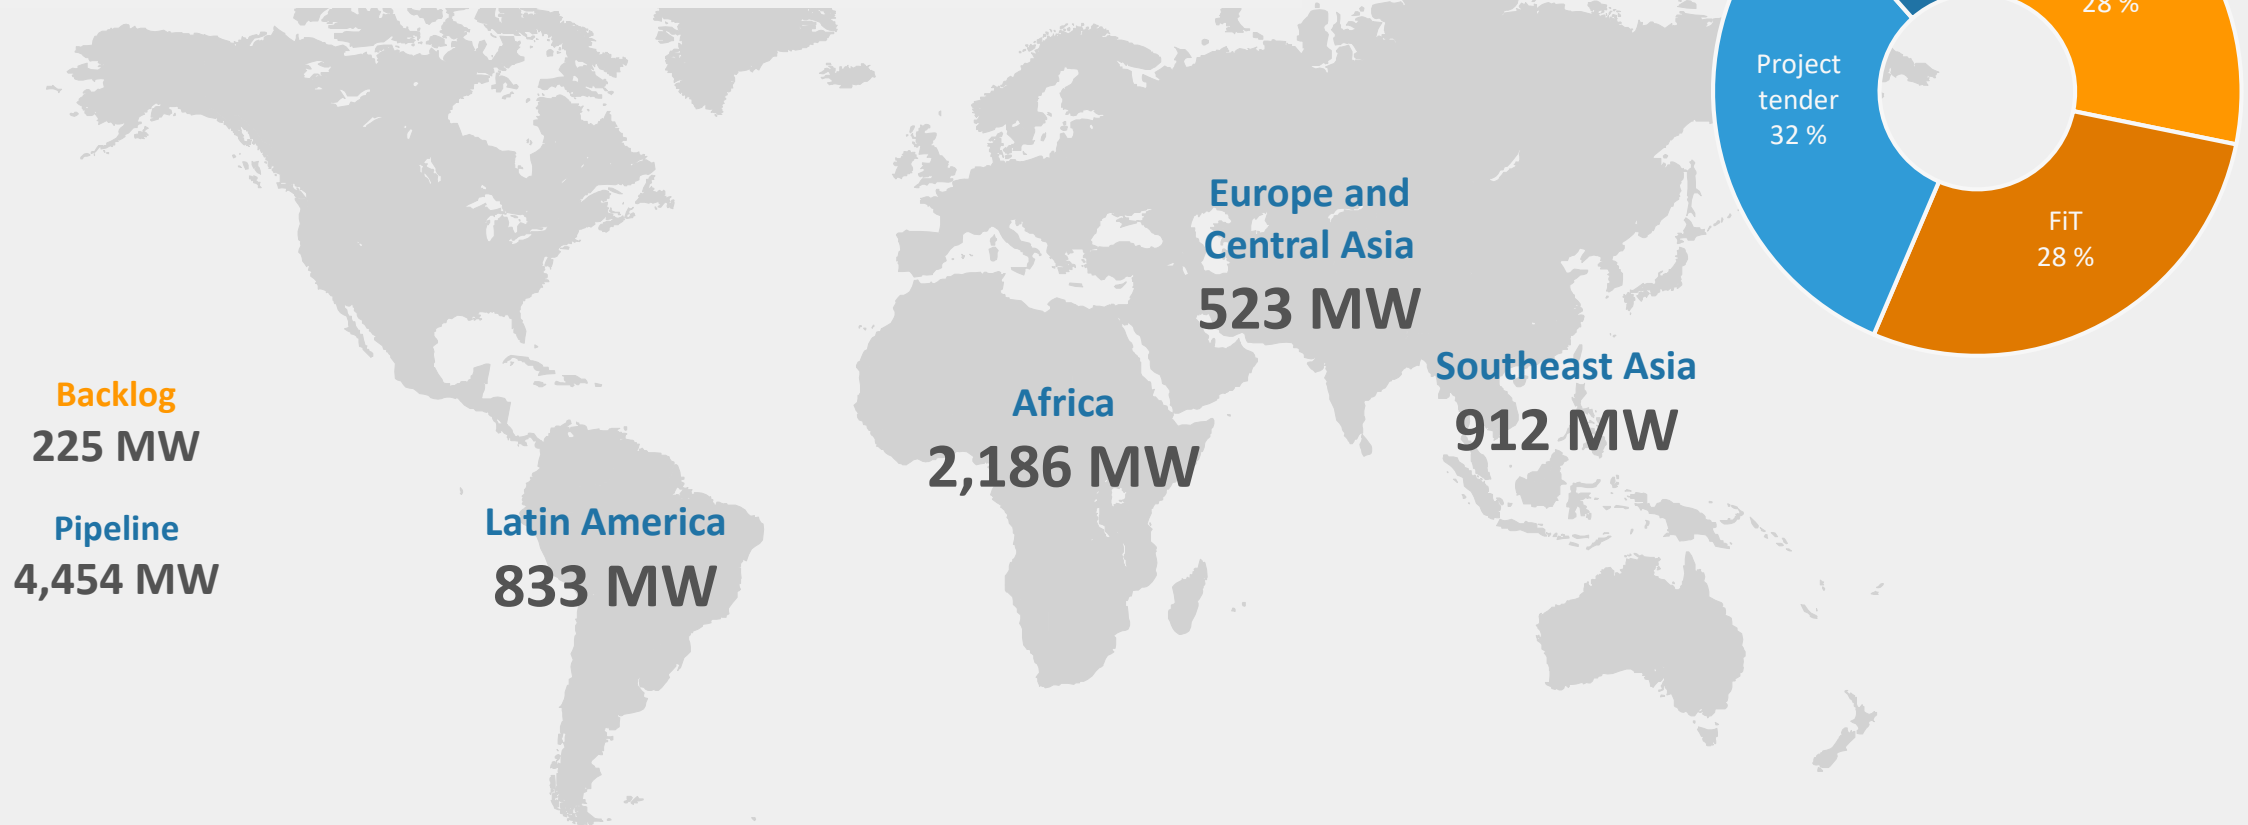 28 %
Project
tender
32 %
FiT
28 %
Europe and
Central Asia
523 MW
Southeast Asia
912 MW
Africa
2,186 MW
Latin America
833 MW
Backlog
225 MW
Pipeline
4,454 MW